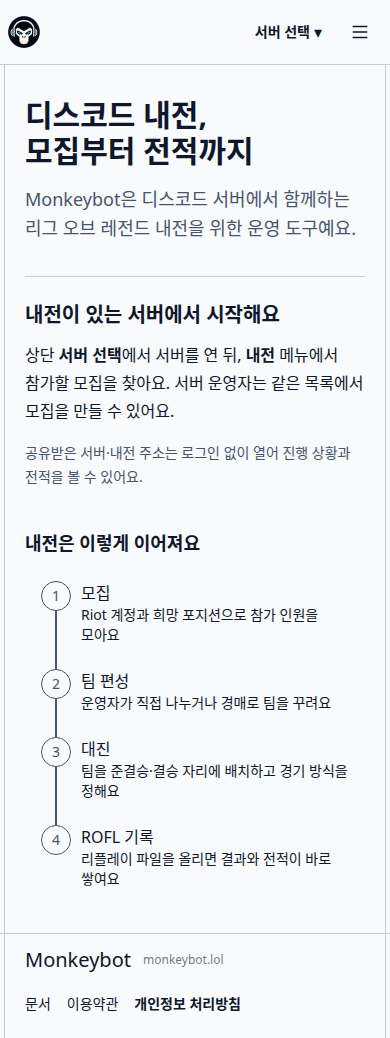 서버 선택 ▾
디스코드 내전,
모집부터 전적까지
Monkeybot은 디스코드 서버에서 함께하는
리그 오브 레전드 내전을 위한 운영 도구예요.
내전이 있는 서버에서 시작해요
상단 서버 선택에서 서버를 연 뒤, 내전 메뉴에서
참가할 모집을 찾아요. 서버 운영자는 같은 목록에서
모집을 만들 수 있어요.
공유받은 서버·내전 주소는 로그인 없이 열어 진행 상황과
전적을 볼 수 있어요.
내전은 이렇게 이어져요
1 모집
Riot 계정과 희망 포지션으로 참가 인원을
모아요
2 팀 편성
운영자가 직접 나누거나 경매로 팀을 꾸려요
3 대진
팀을 준결승·결승 자리에 배치하고 경기 방식을
정해요
4 ROFL 기록
리플레이 파일을 올리면 결과와 전적이 바로
쌓여요
Monkeybot monkeybot.lol
문서 이용약관 개인정보 처리방침